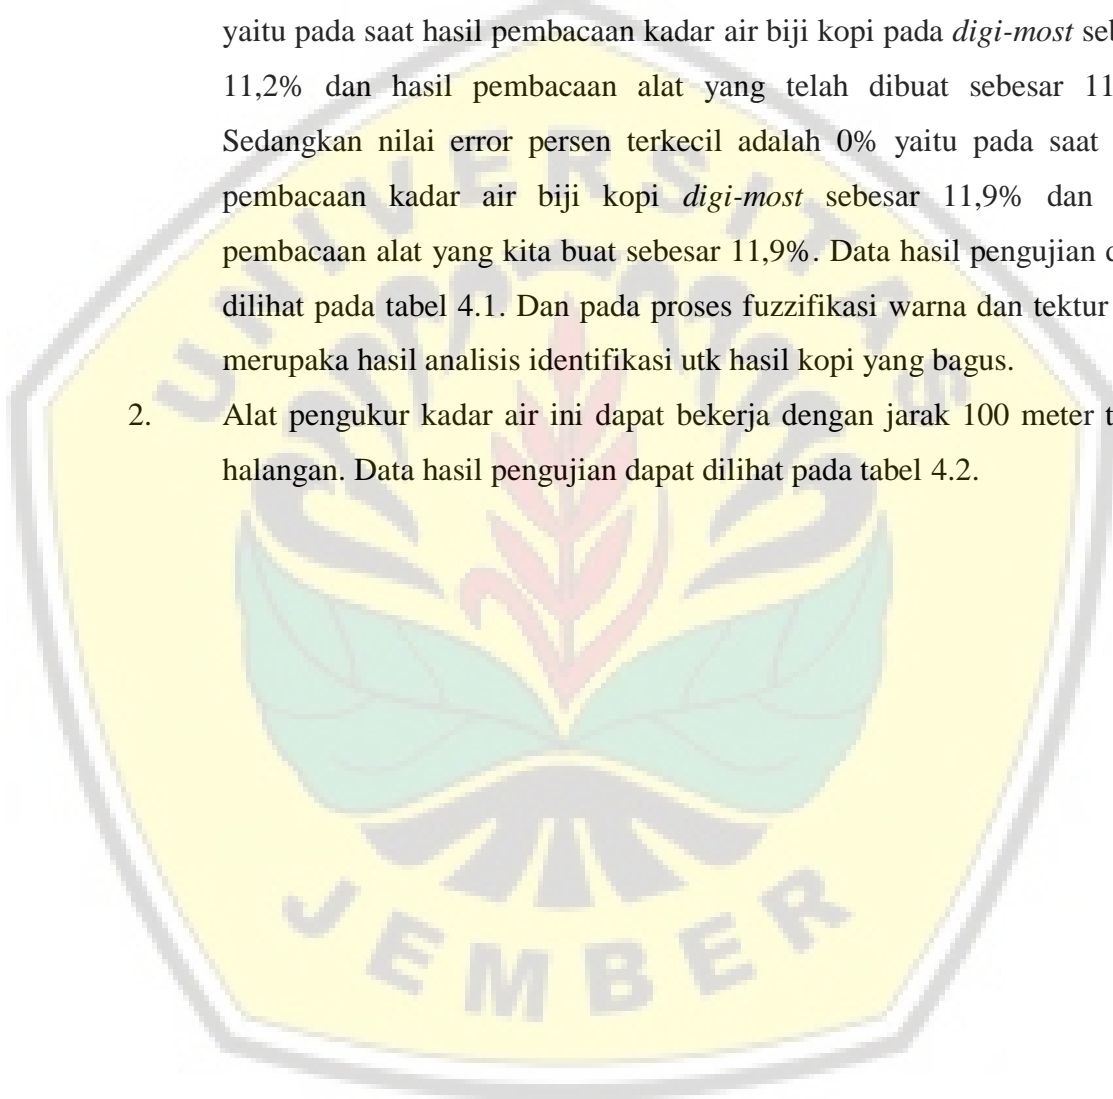 yaitu pada saat hasil pembacaan kadar air biji kopi pada digi-most
11,2% dan hasil pembacaan alat yang telah dibuat sebesar
Sedangkan nilai error persen terkecil adalah 0% yaitu pada saat
pembacaan kadar air biji kopi digi-most sebesar 11,9% dan
pembacaan alat yang kita buat sebesar 11,9%. Data hasil pengujian
dilihat pada tabel 4.1. Dan pada proses fuzzifikasi warna dan tektur
merupaka hasil analisis identifikasi utk hasil kopi yang bagus.
2. Alat pengukur kadar air ini dapat bekerja dengan jarak 100 meter
halangan. Data hasil pengujian dapat dilihat pada tabel 4.2.
UNIVERSITAS
JEMBER